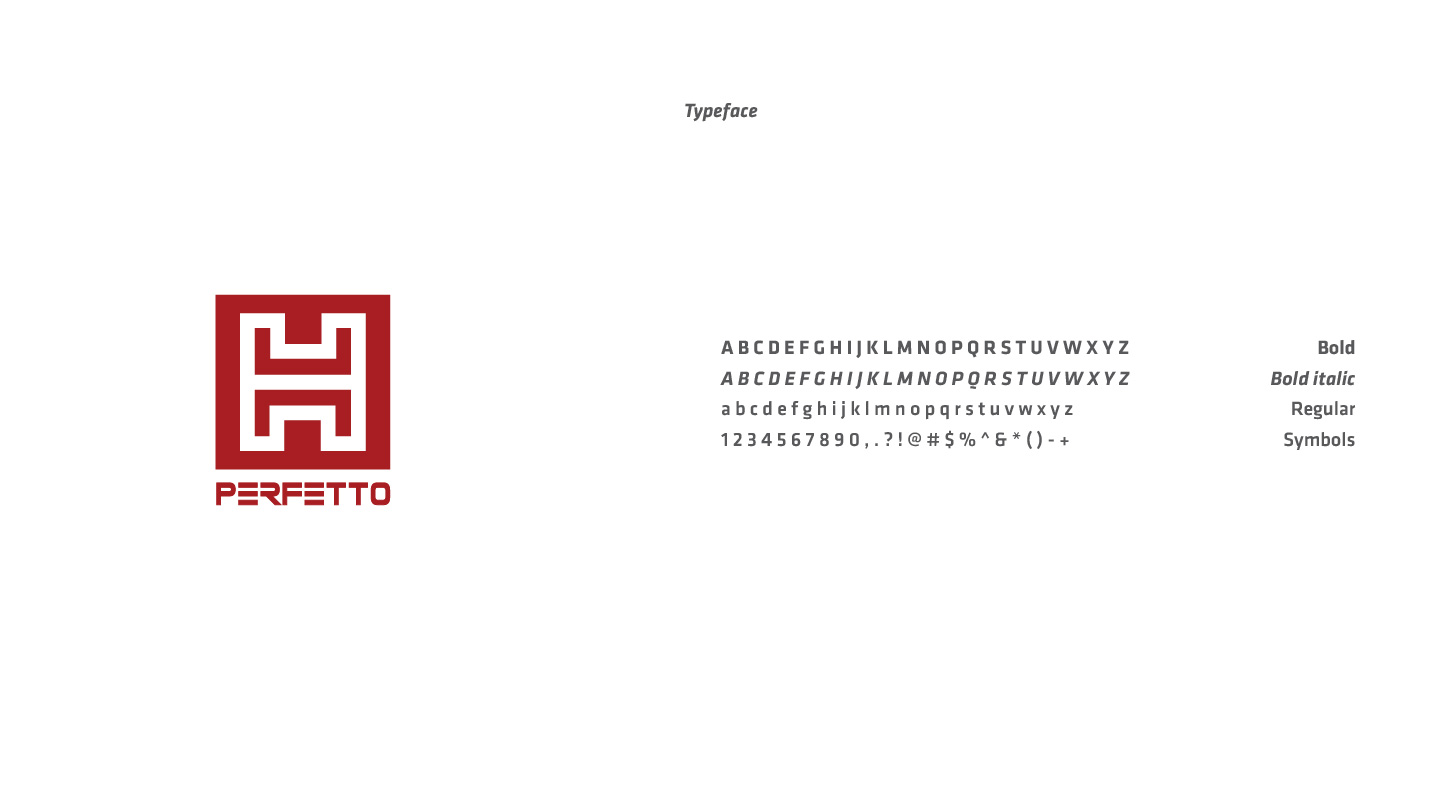 Typeface
PERFETTO
A B C D E F G H I J K L M N O P Q R S T U V W X Y Z Bold
A B C D E F G H I J K L M N O P Q R S T U V W X Y Z Bold italic
a b c d e f g h i j k l m n o p q r s t u v w x y z Regular
1 2 3 4 5 6 7 8 9 0 , . ? ! @ # $ % ^ & * ( ) - + Symbols